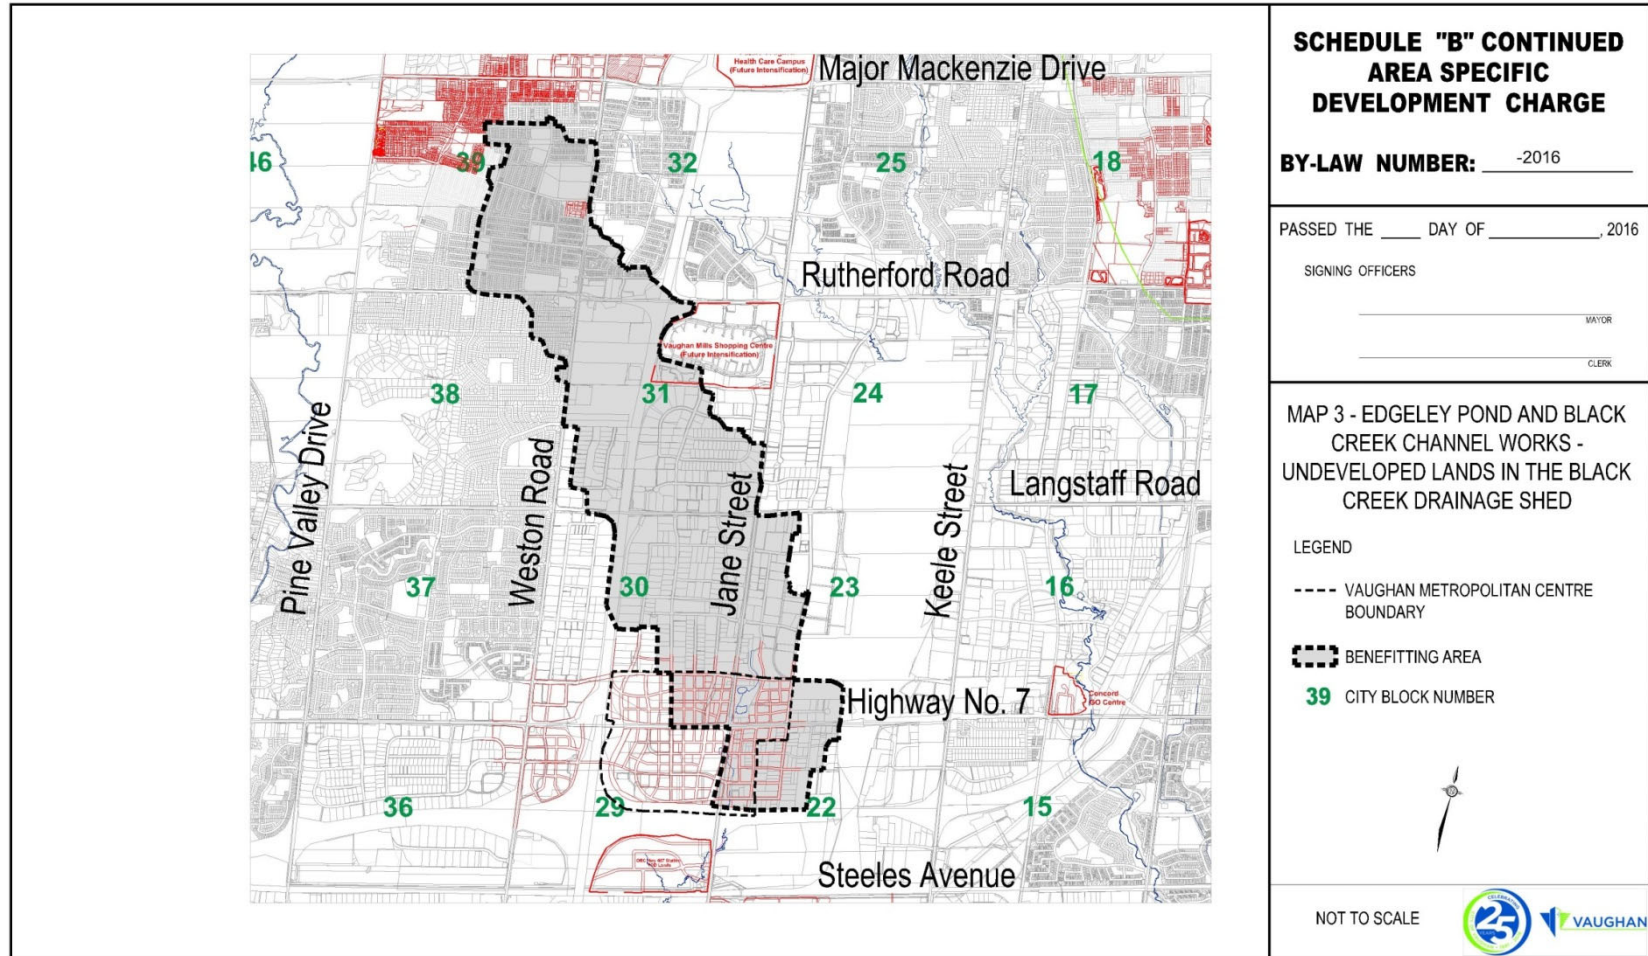 Health Care Campus
(Future Intensification)
Major Mackenzie Drive
46
39
32
25
18
Rutherford Road
Vaughan Mills Shopping Centre
(Future Intensification)
38
31
24
17
Pine Valley Drive
Weston Road
Jane Street
Keele Street
Langstaff Road
37
30
23
16
Highway No. 7
Concord
GO Centre
36
29
22
15
Steeles Avenue
SCHEDULE "B" CONTINUED
AREA SPECIFIC
DEVELOPMENT CHARGE
BY-LAW NUMBER: -2016
PASSED THE ____ DAY OF __________, 2016
SIGNING OFFICERS
MAYOR
CLERK
MAP 3 - EDGELEY POND AND BLACK
CREEK CHANNEL WORKS -
UNDEVELOPED LANDS IN THE BLACK
CREEK DRAINAGE SHED
LEGEND
VAUGHAN METROPOLITAN CENTRE
BOUNDARY
BENEFITTING AREA
39 CITY BLOCK NUMBER
NOT TO SCALE
CELEBRATING
25
VAUGHAN